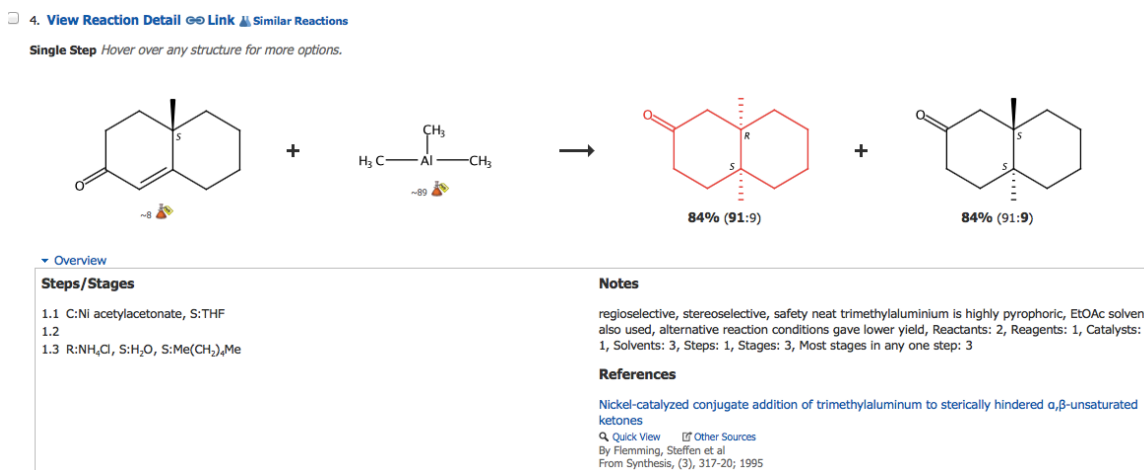 4. View Reaction Detail Link Similar Reactions
Single Step Hover over any structure for more options.
S
O
~8
+
CH₃
H₃C Al CH₃
~89
O
R
S
84% (91:9)
+
O
S
S
84% (91:9)
Overview
Steps/Stages
1.1 C:Ni acetylacetonate, S:THF
1.2
1.3 R:NH₄Cl, S:H₂O, S:Me(CH₂)₄Me
Notes
regioselective, stereoselective, safety neat trimethylaluminium is highly pyrophoric, EtOAc solven
also used, alternative reaction conditions gave lower yield, Reactants: 2, Reagents: 1, Catalysts:
1, Solvents: 3, Steps: 1, Stages: 3, Most stages in any one step: 3
References
Nickel-catalyzed conjugate addition of trimethylaluminum to sterically hindered α,β-unsaturated
ketones
Quick View Other Sources
By Flemming, Steffen et al
From Synthesis, (3), 317-20; 1995